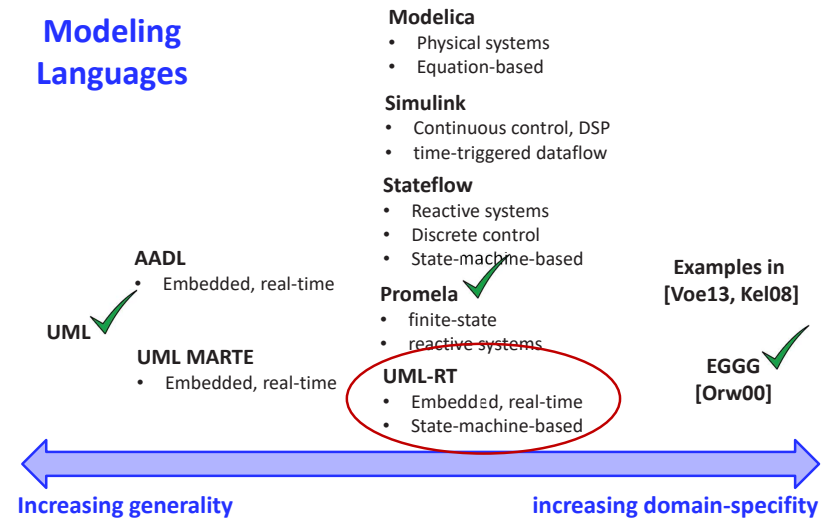 Modeling
Languages
Modelica
• Physical systems
• Equation-based
Simulink
• Continuous control, DSP
• time-triggered dataflow
Stateflow
• Reactive systems
• Discrete control
• State-machine-based
AADL
• Embedded, real-time
Examples in
[Voe13, Kel08]
Promela
• finite-state
• reactive systems
UML
UML MARTE
• Embedded, real-time
UML-RT
• Embedded, real-time
• State-machine-based
EGGG
[Orw00]
Increasing generality
increasing domain-specifity